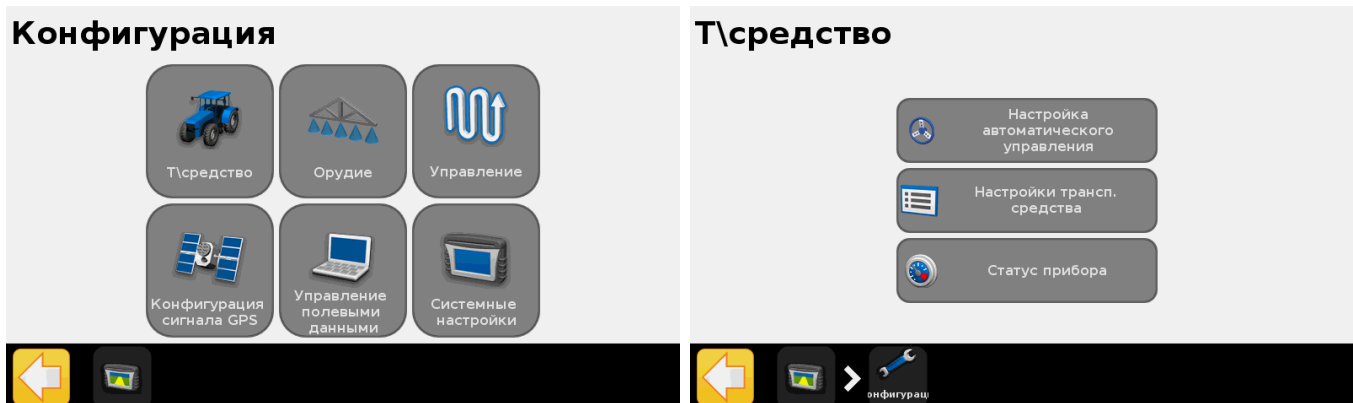 Конфигурация
Т\средство
Орудие
Управление
Конфигурация
сигнала GPS
Управление
полевыми
данными
Системные
настройки
Т\средство
Настройка
автоматического
управления
Настройки трансп.
средства
Статус прибора
онфигураци